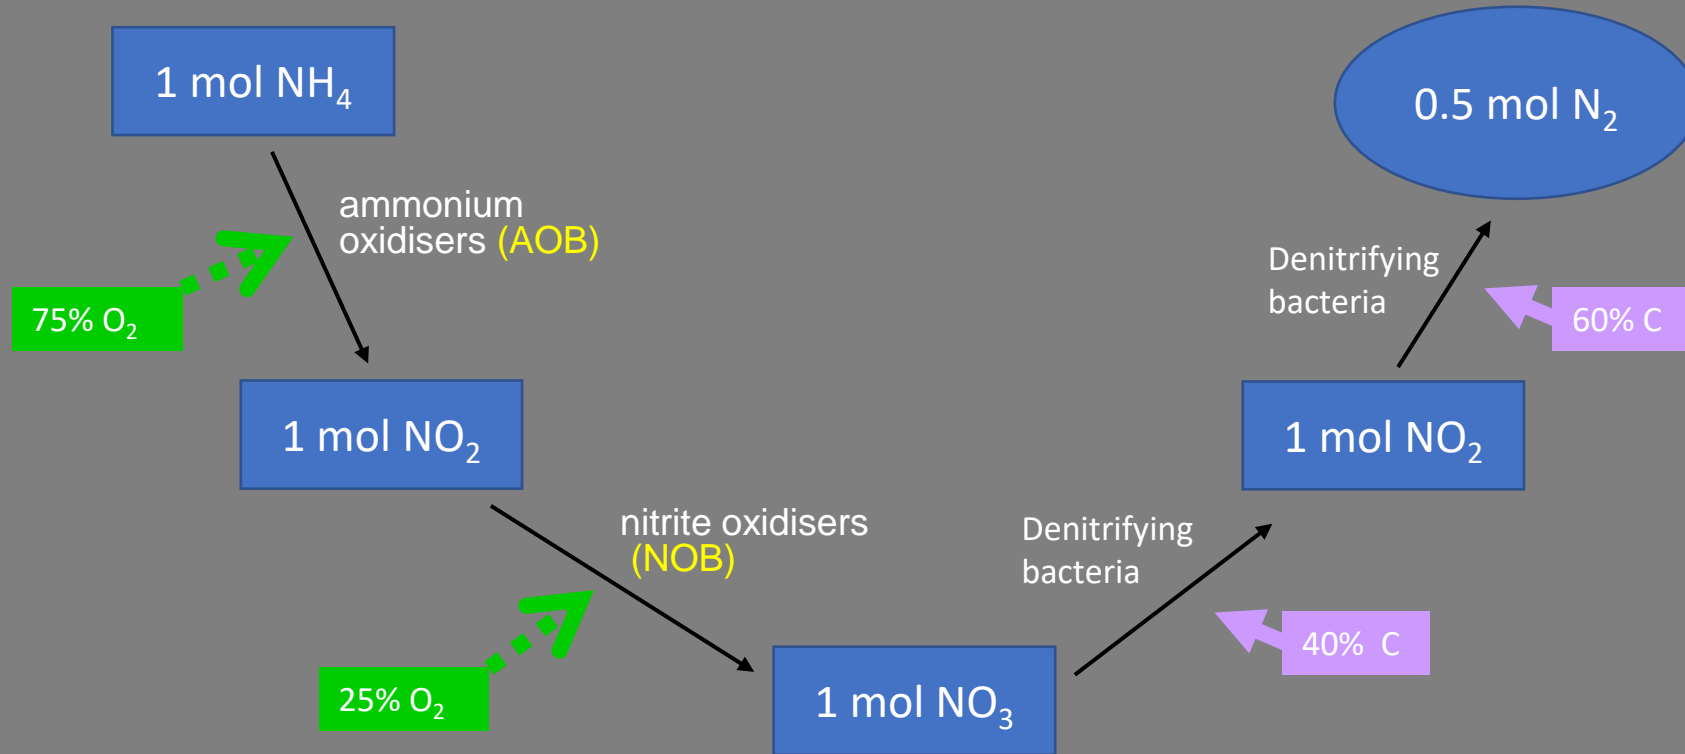 1 mol NH₄
ammonium
oxidisers (AOB)
75% O₂
1 mol NO₂
nitrite oxidisers
(NOB)
25% O₂
1 mol NO₃
Denitrifying
bacteria
40% C
1 mol NO₂
Denitrifying
bacteria
60% C
0.5 mol N₂